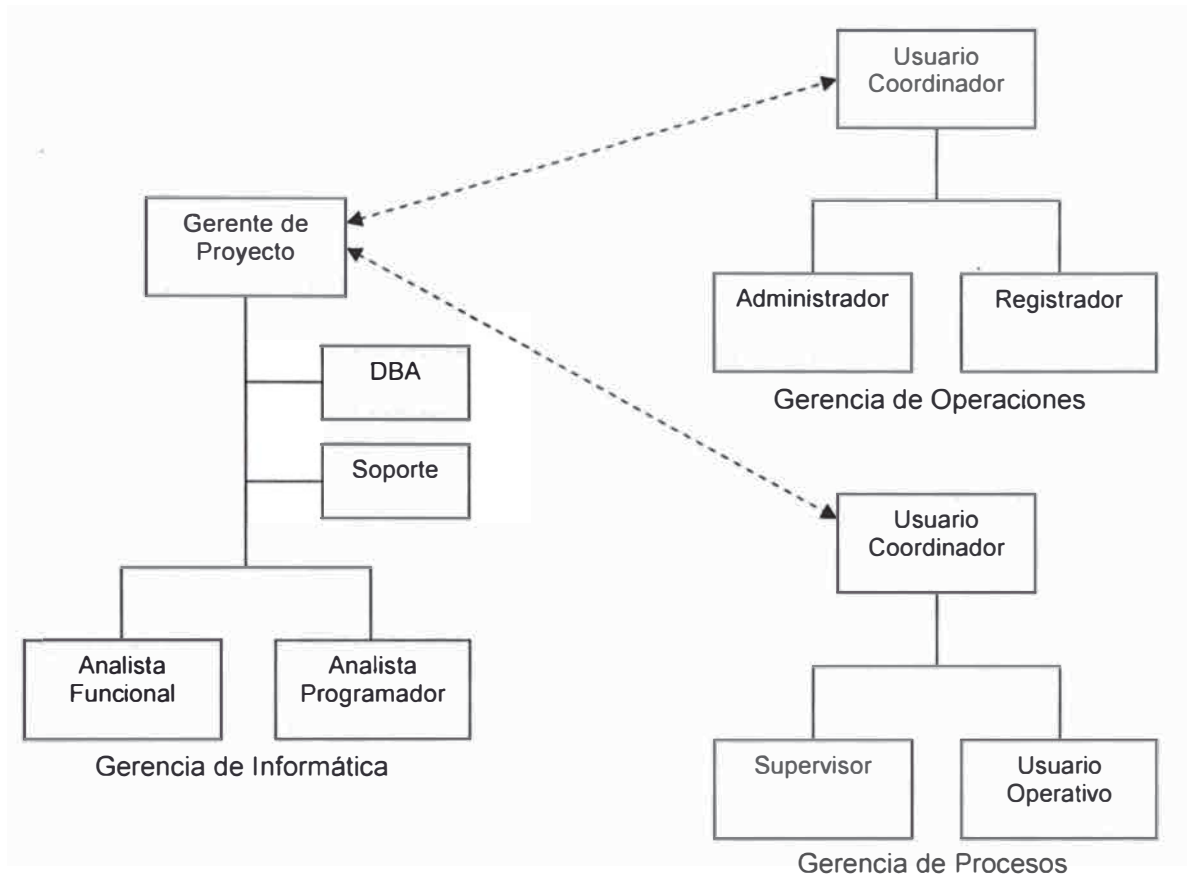 Usuario
Coordinador
Gerente de
Proyecto
Administrador
Registrador
DBA
Gerencia de Operaciones
Soporte
Usuario
Coordinador
Analista
Funcional
Analista
Programador
Gerencia de Informática
Supervisor
Usuario
Operativo
Gerencia de Procesos